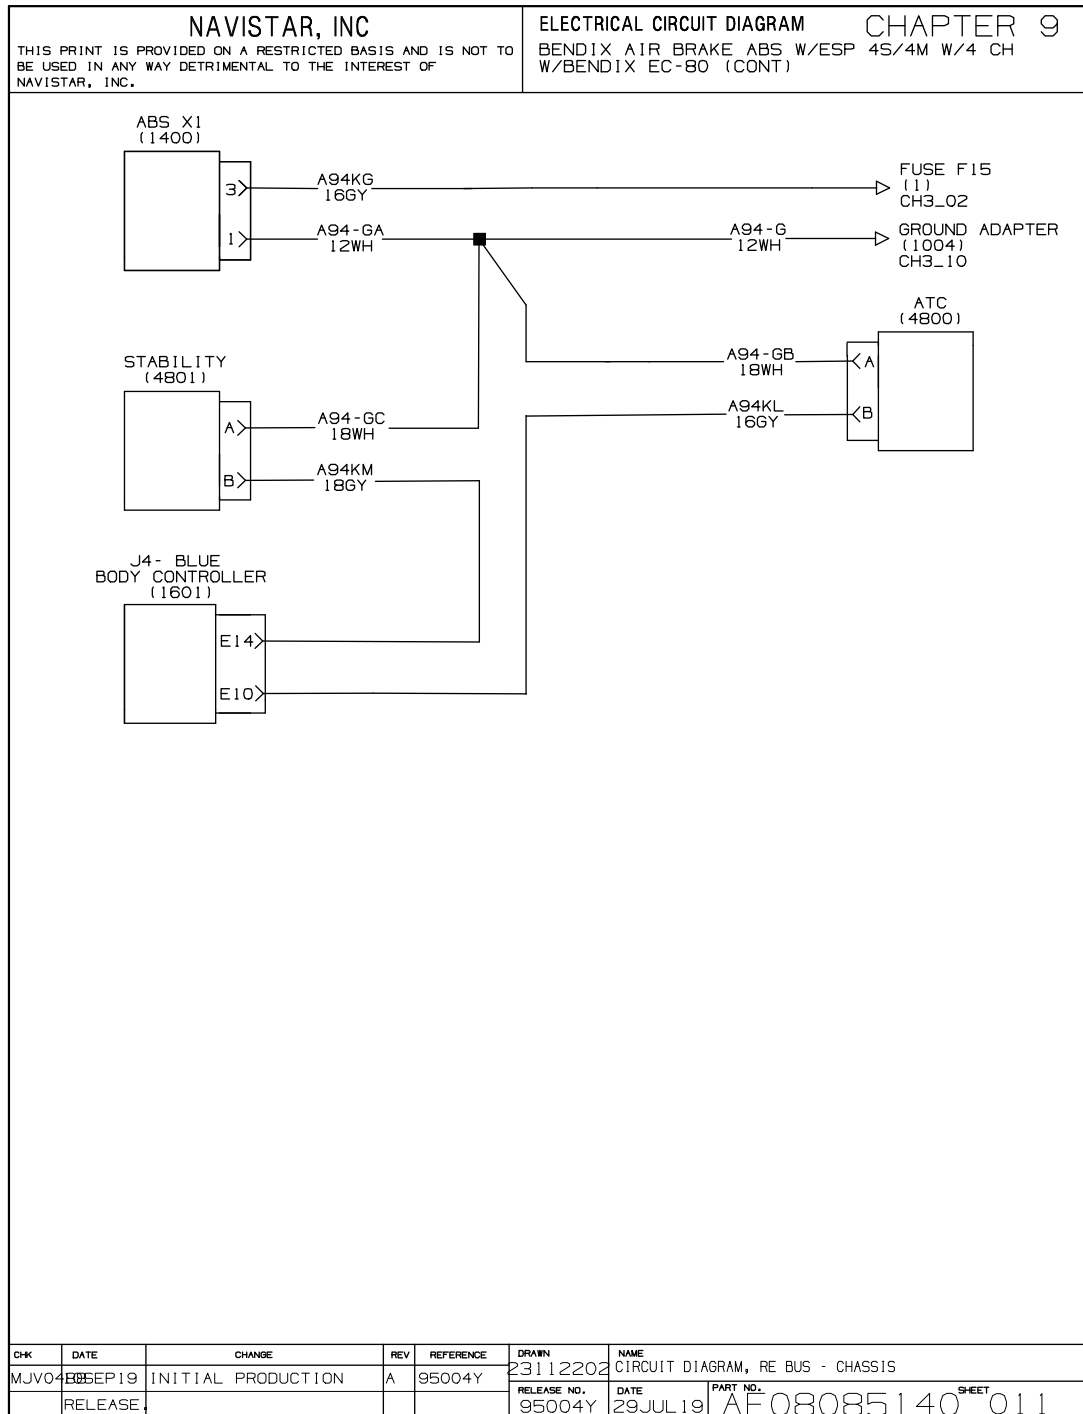 NAVISTAR, INC
THIS PRINT IS PROVIDED ON A RESTRICTED BASIS AND IS NOT TO
BE USED IN ANY WAY DETRIMENTAL TO THE INTEREST OF
NAVISTAR, INC.
ELECTRICAL CIRCUIT DIAGRAM CHAPTER 9
BENDIX AIR BRAKE ABS W/ESP 4S/4M W/4 CH
W/BENDIX EC-80 (CONT)
ABS X1
(1400)
3
A94KG
16GY
FUSE F15
(1)
CH3_02
1
A94-GA
12WH
A94-G
12WH
GROUND ADAPTER
(1004)
CH3_10
ATC
(4800)
A94-GB
18WH
A
A94KL
16GY
B
STABILITY
(4801)
A
A94-GC
18WH
B
A94KM
18GY
J4- BLUE
BODY CONTROLLER
(1601)
E14
E10
CHK DATE CHANGE REV REFERENCE DRAWN NAME
SEP19 INITIAL PRODUCTION A 95004Y 23112202 CIRCUIT DIAGRAM, RE BUS - CHASSIS
RELEASE NO. DATE PART NO. SHEET
RELEASE 95004Y 29JUL19 AF08085140 011